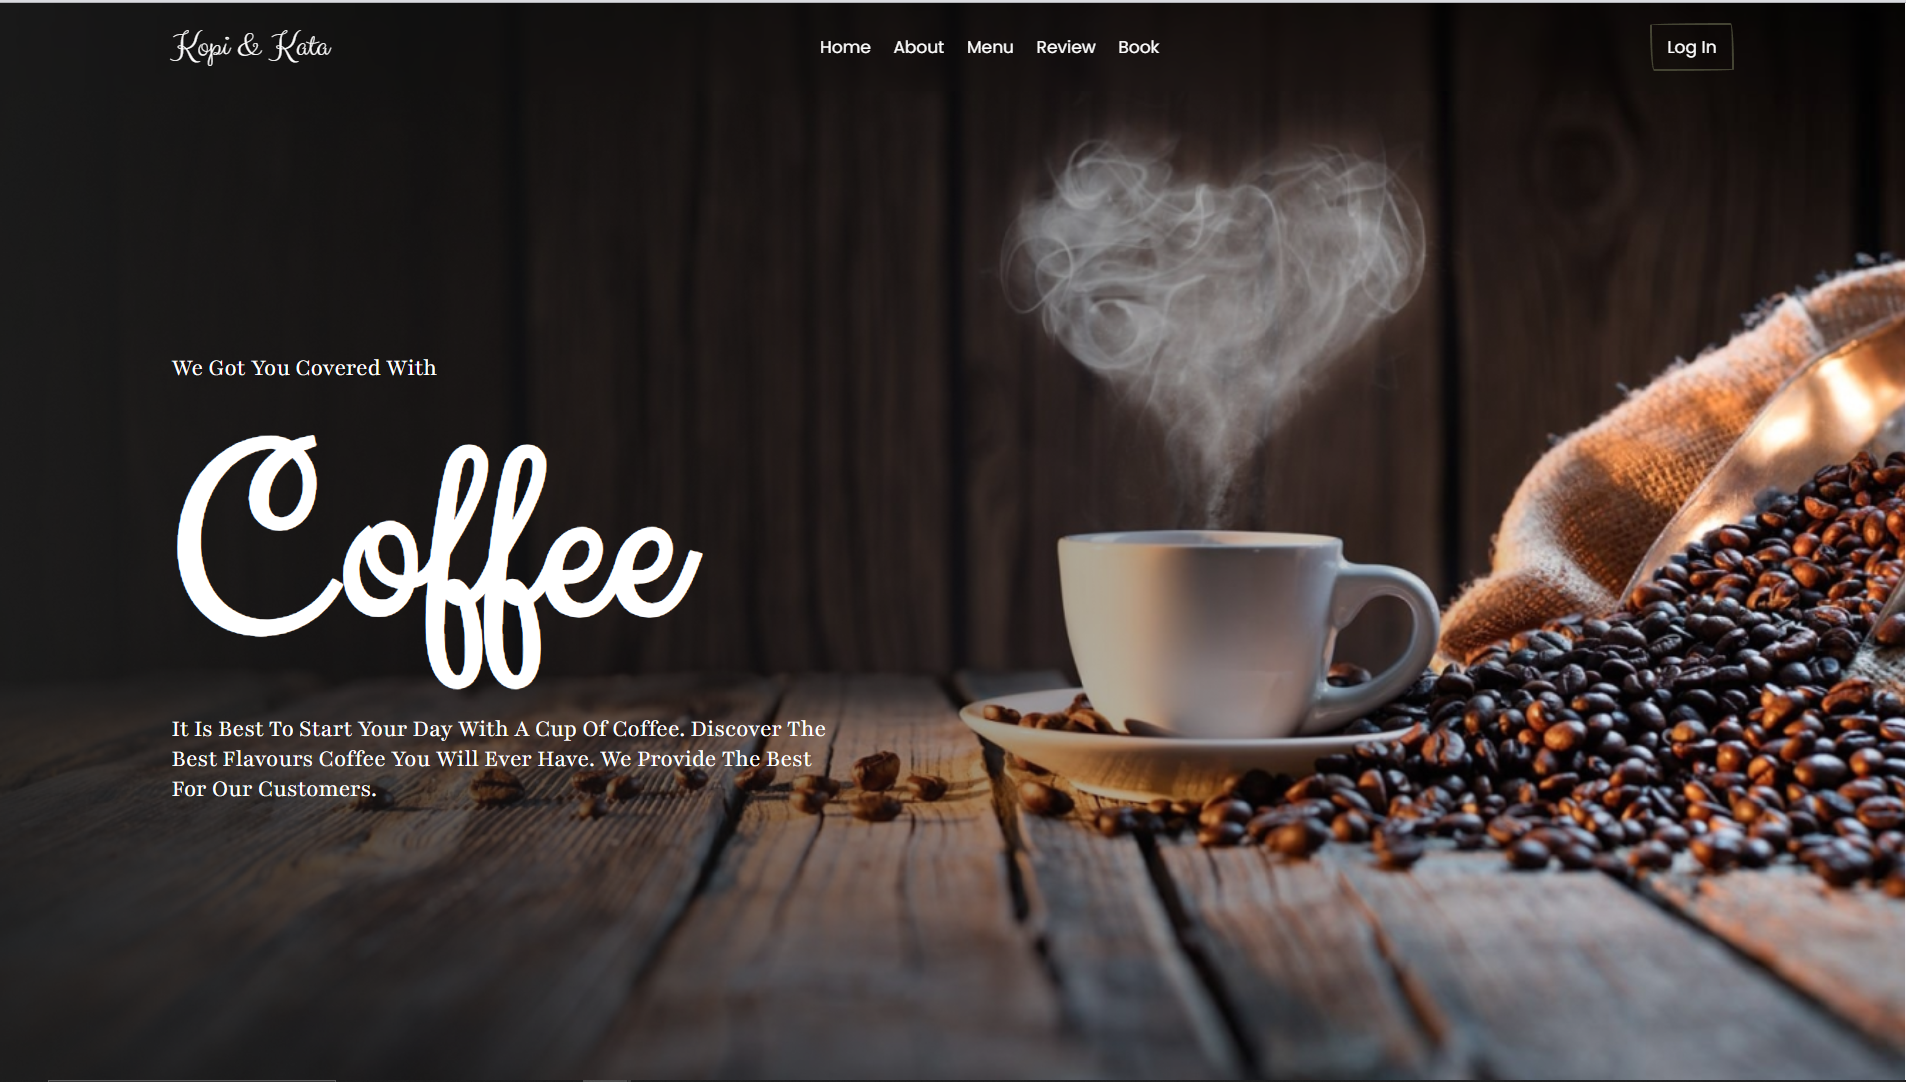 Kopi & Kata
Home About Menu Review Book
Log In
We Got You Covered With
Coffee
It Is Best To Start Your Day With A Cup Of Coffee. Discover The
Best Flavours Coffee You Will Ever Have. We Provide The Best
For Our Customers.